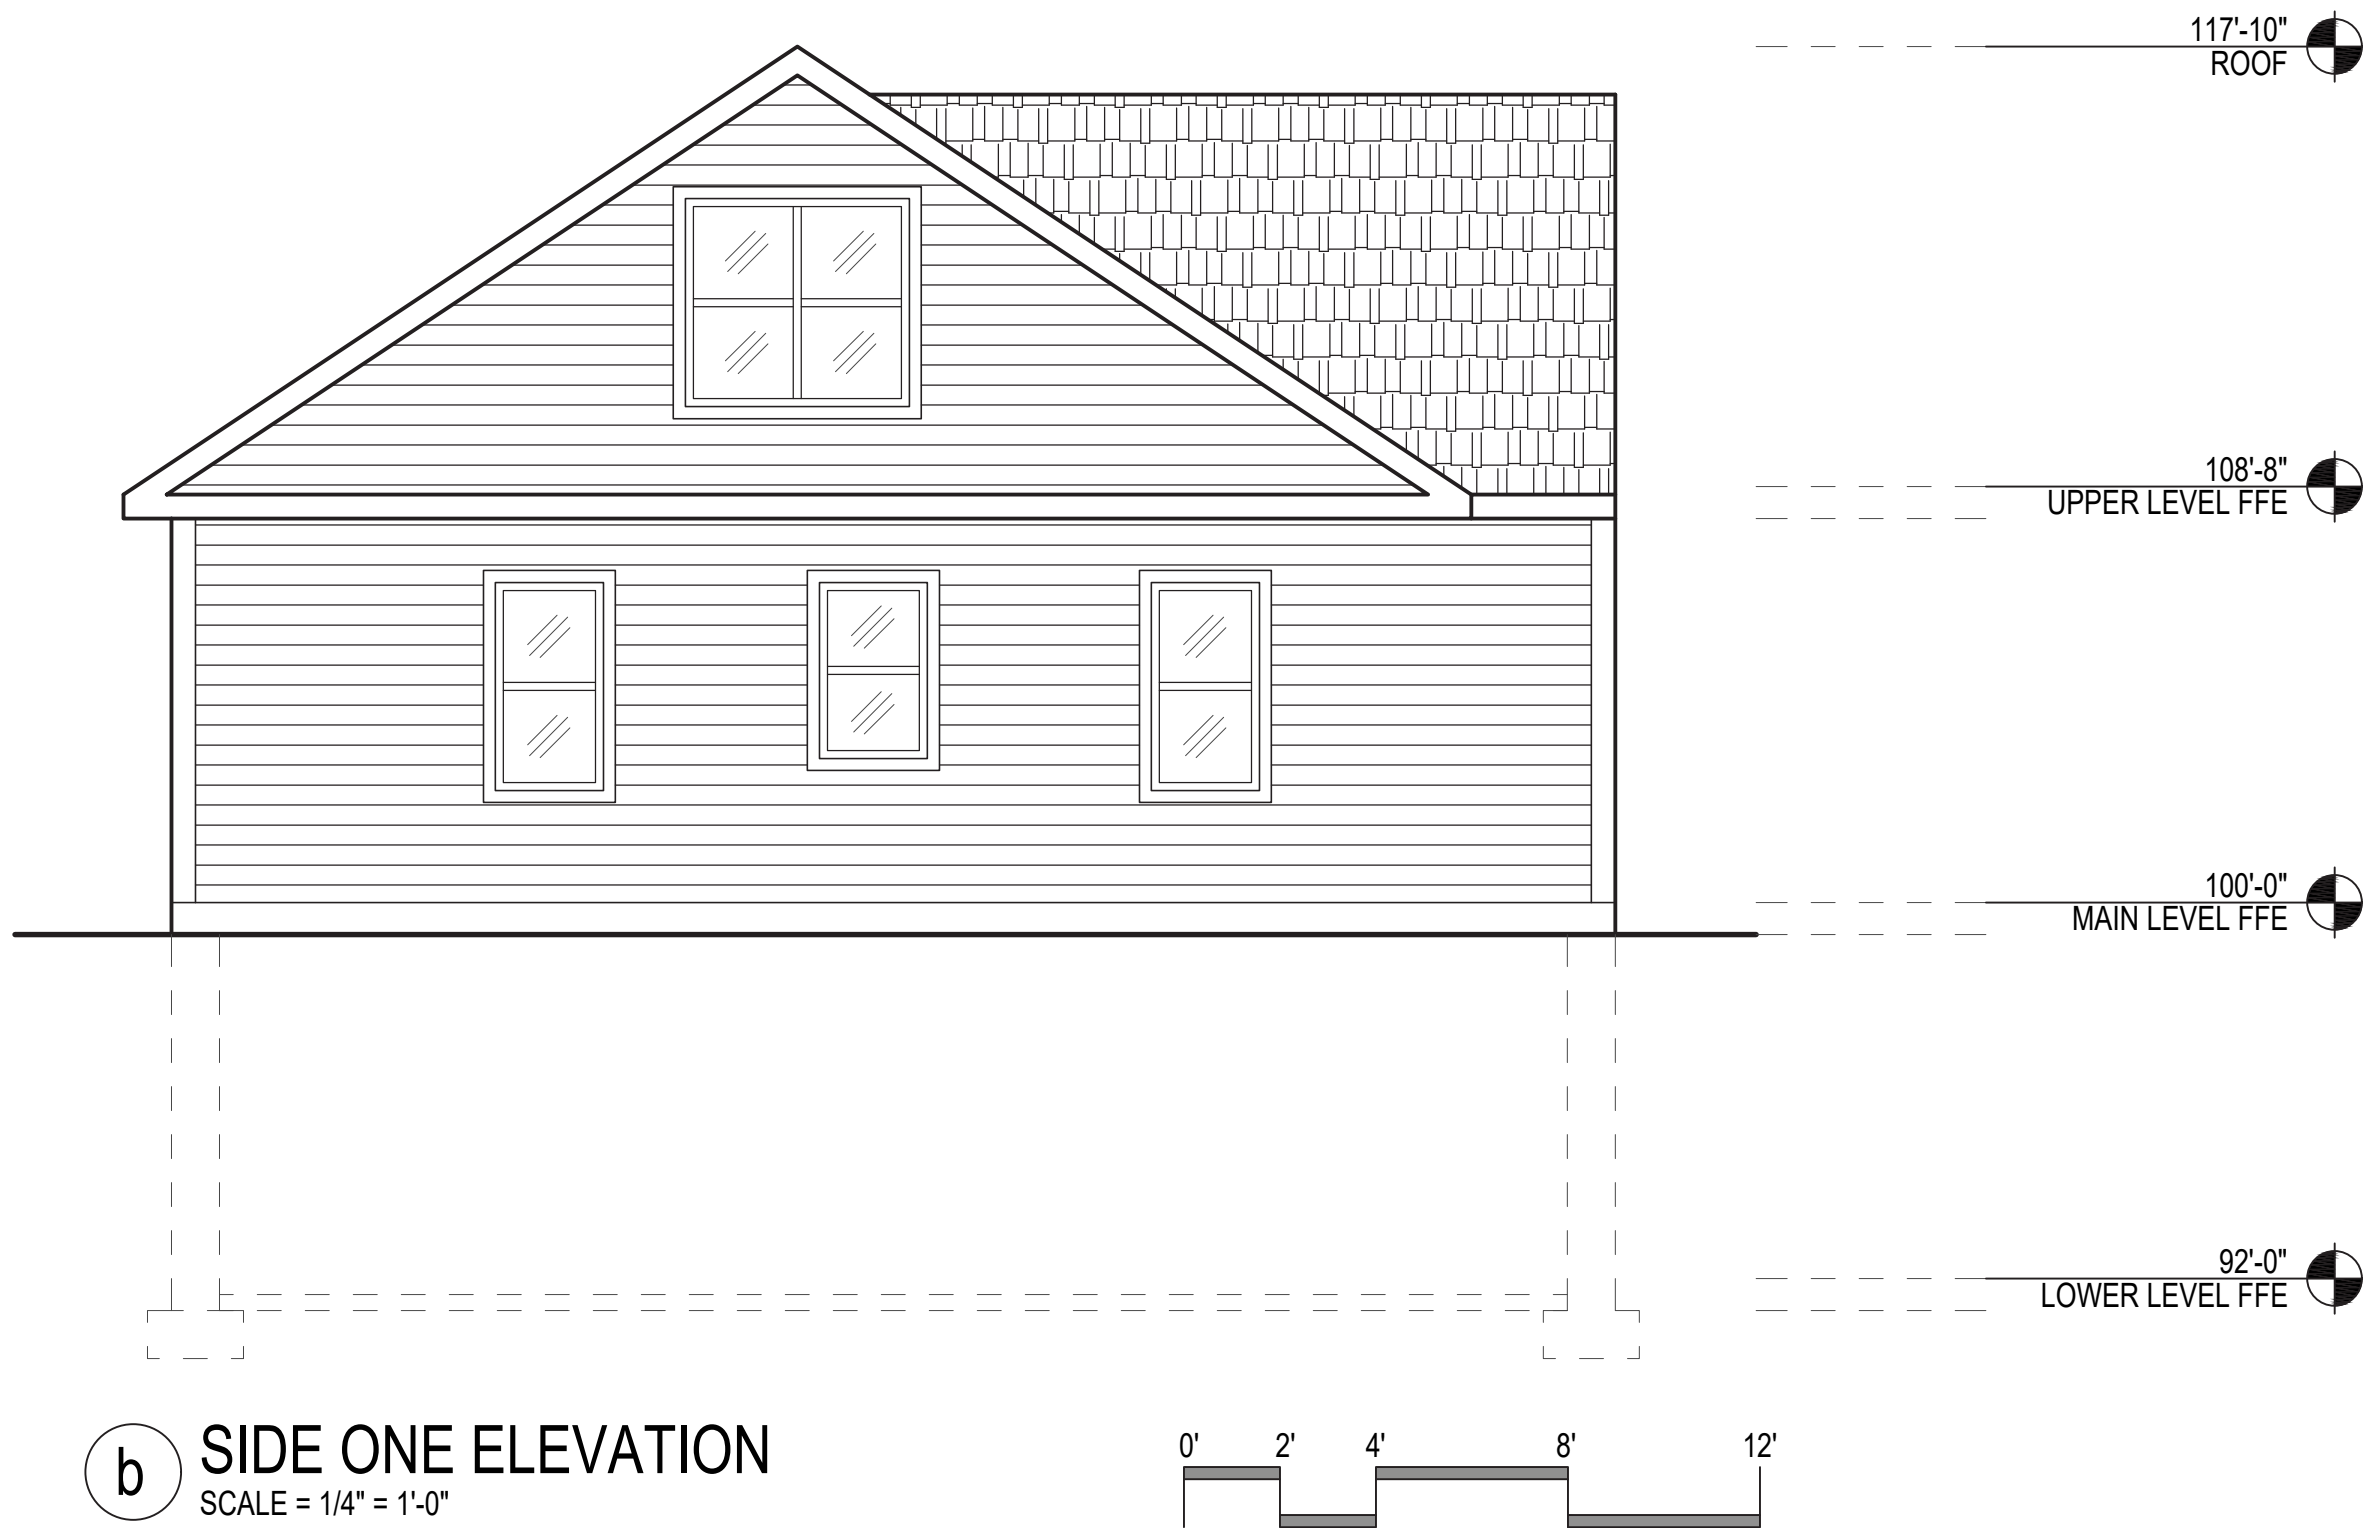 117'-10"
ROOF
108'-8"
UPPER LEVEL FFE
100'-0"
MAIN LEVEL FFE
92'-0"
LOWER LEVEL FFE
b
SIDE ONE ELEVATION
SCALE = 1/4" = 1'-0"
0' 2' 4' 8' 12'